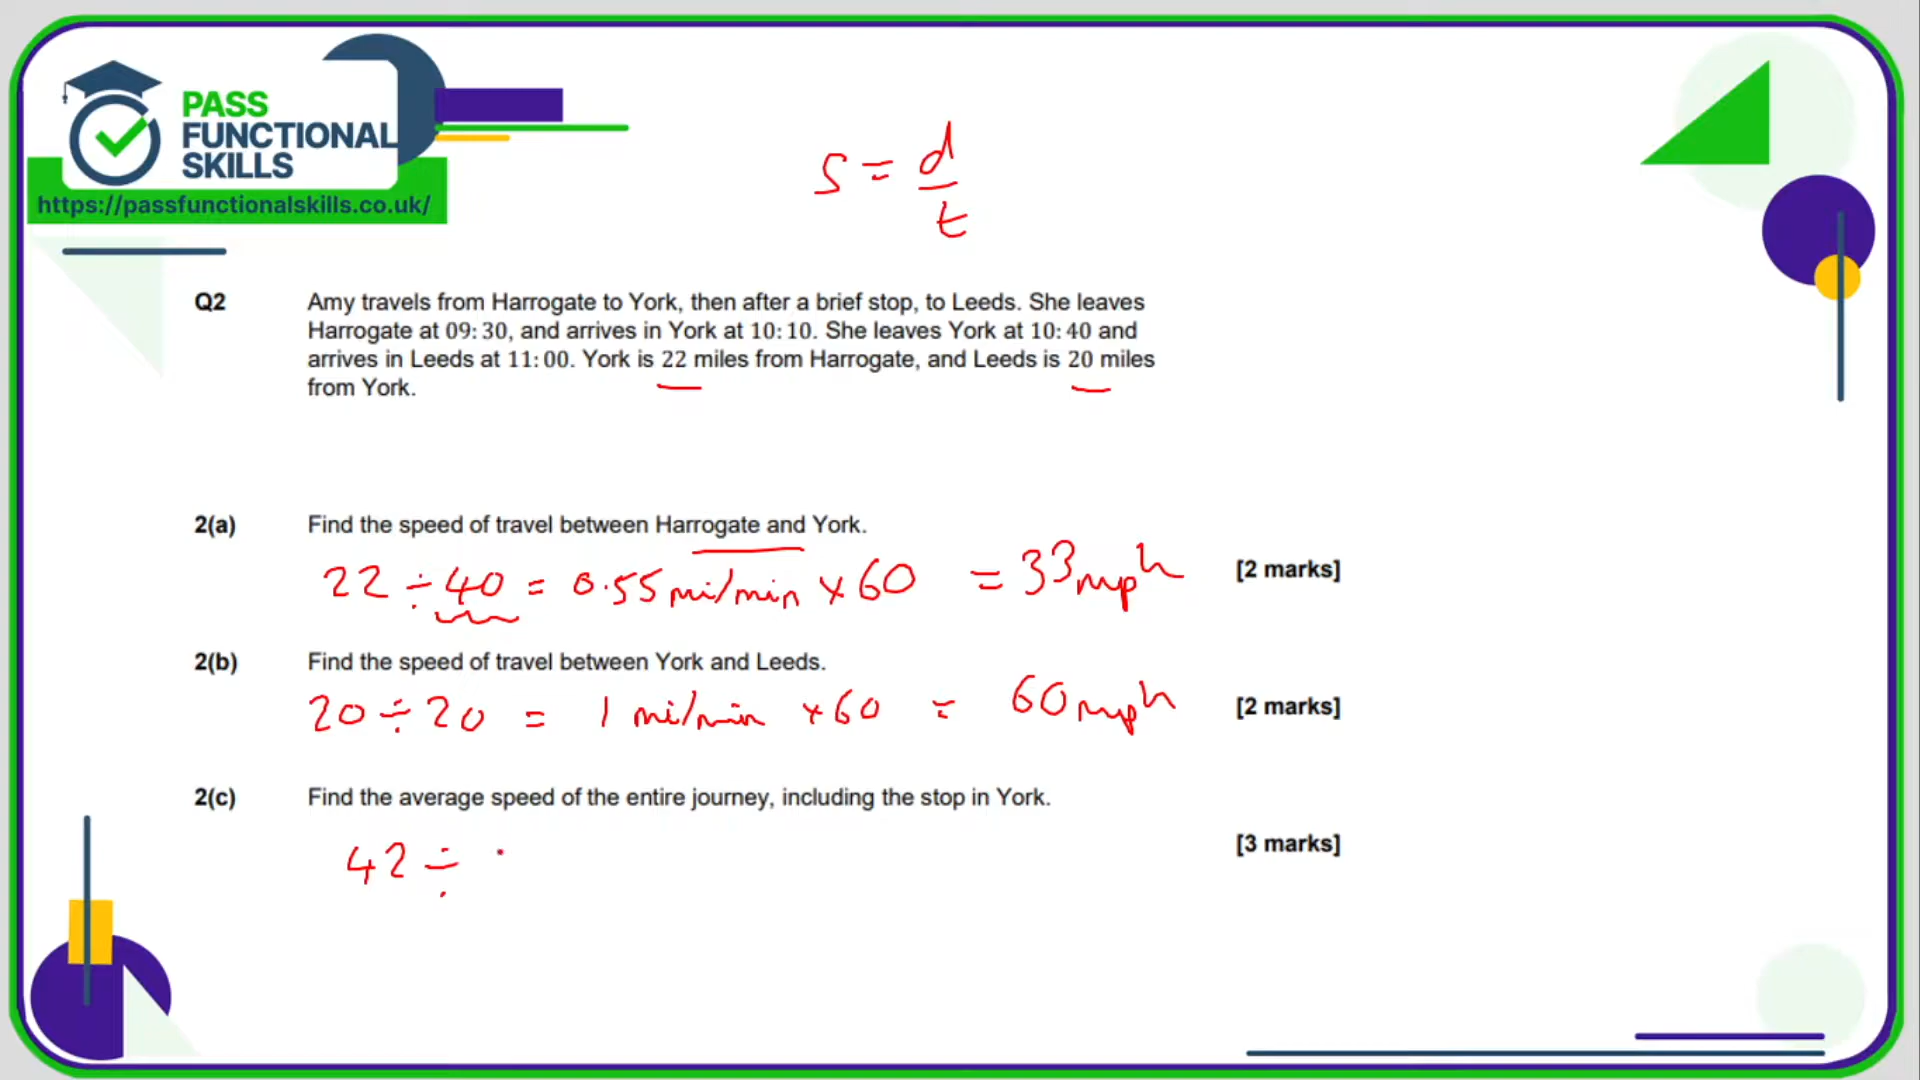 PASS
FUNCTIONAL
SKILLS
https://passfunctionalskills.co.uk/
s = d/t
Q2 Amy travels from Harrogate to York, then after a brief stop, to Leeds. She leaves
Harrogate at 09:30, and arrives in York at 10:10. She leaves York at 10:40 and
arrives in Leeds at 11:00. York is 22 miles from Harrogate, and Leeds is 20 miles
from York.
2(a) Find the speed of travel between Harrogate and York.
22 ÷ 40 = 0.55 mi/min × 60 = 33mph [2 marks]
2(b) Find the speed of travel between York and Leeds.
20 ÷ 20 = 1 mi/min × 60 = 60mph [2 marks]
2(c) Find the average speed of the entire journey, including the stop in York.
42 ÷ [3 marks]